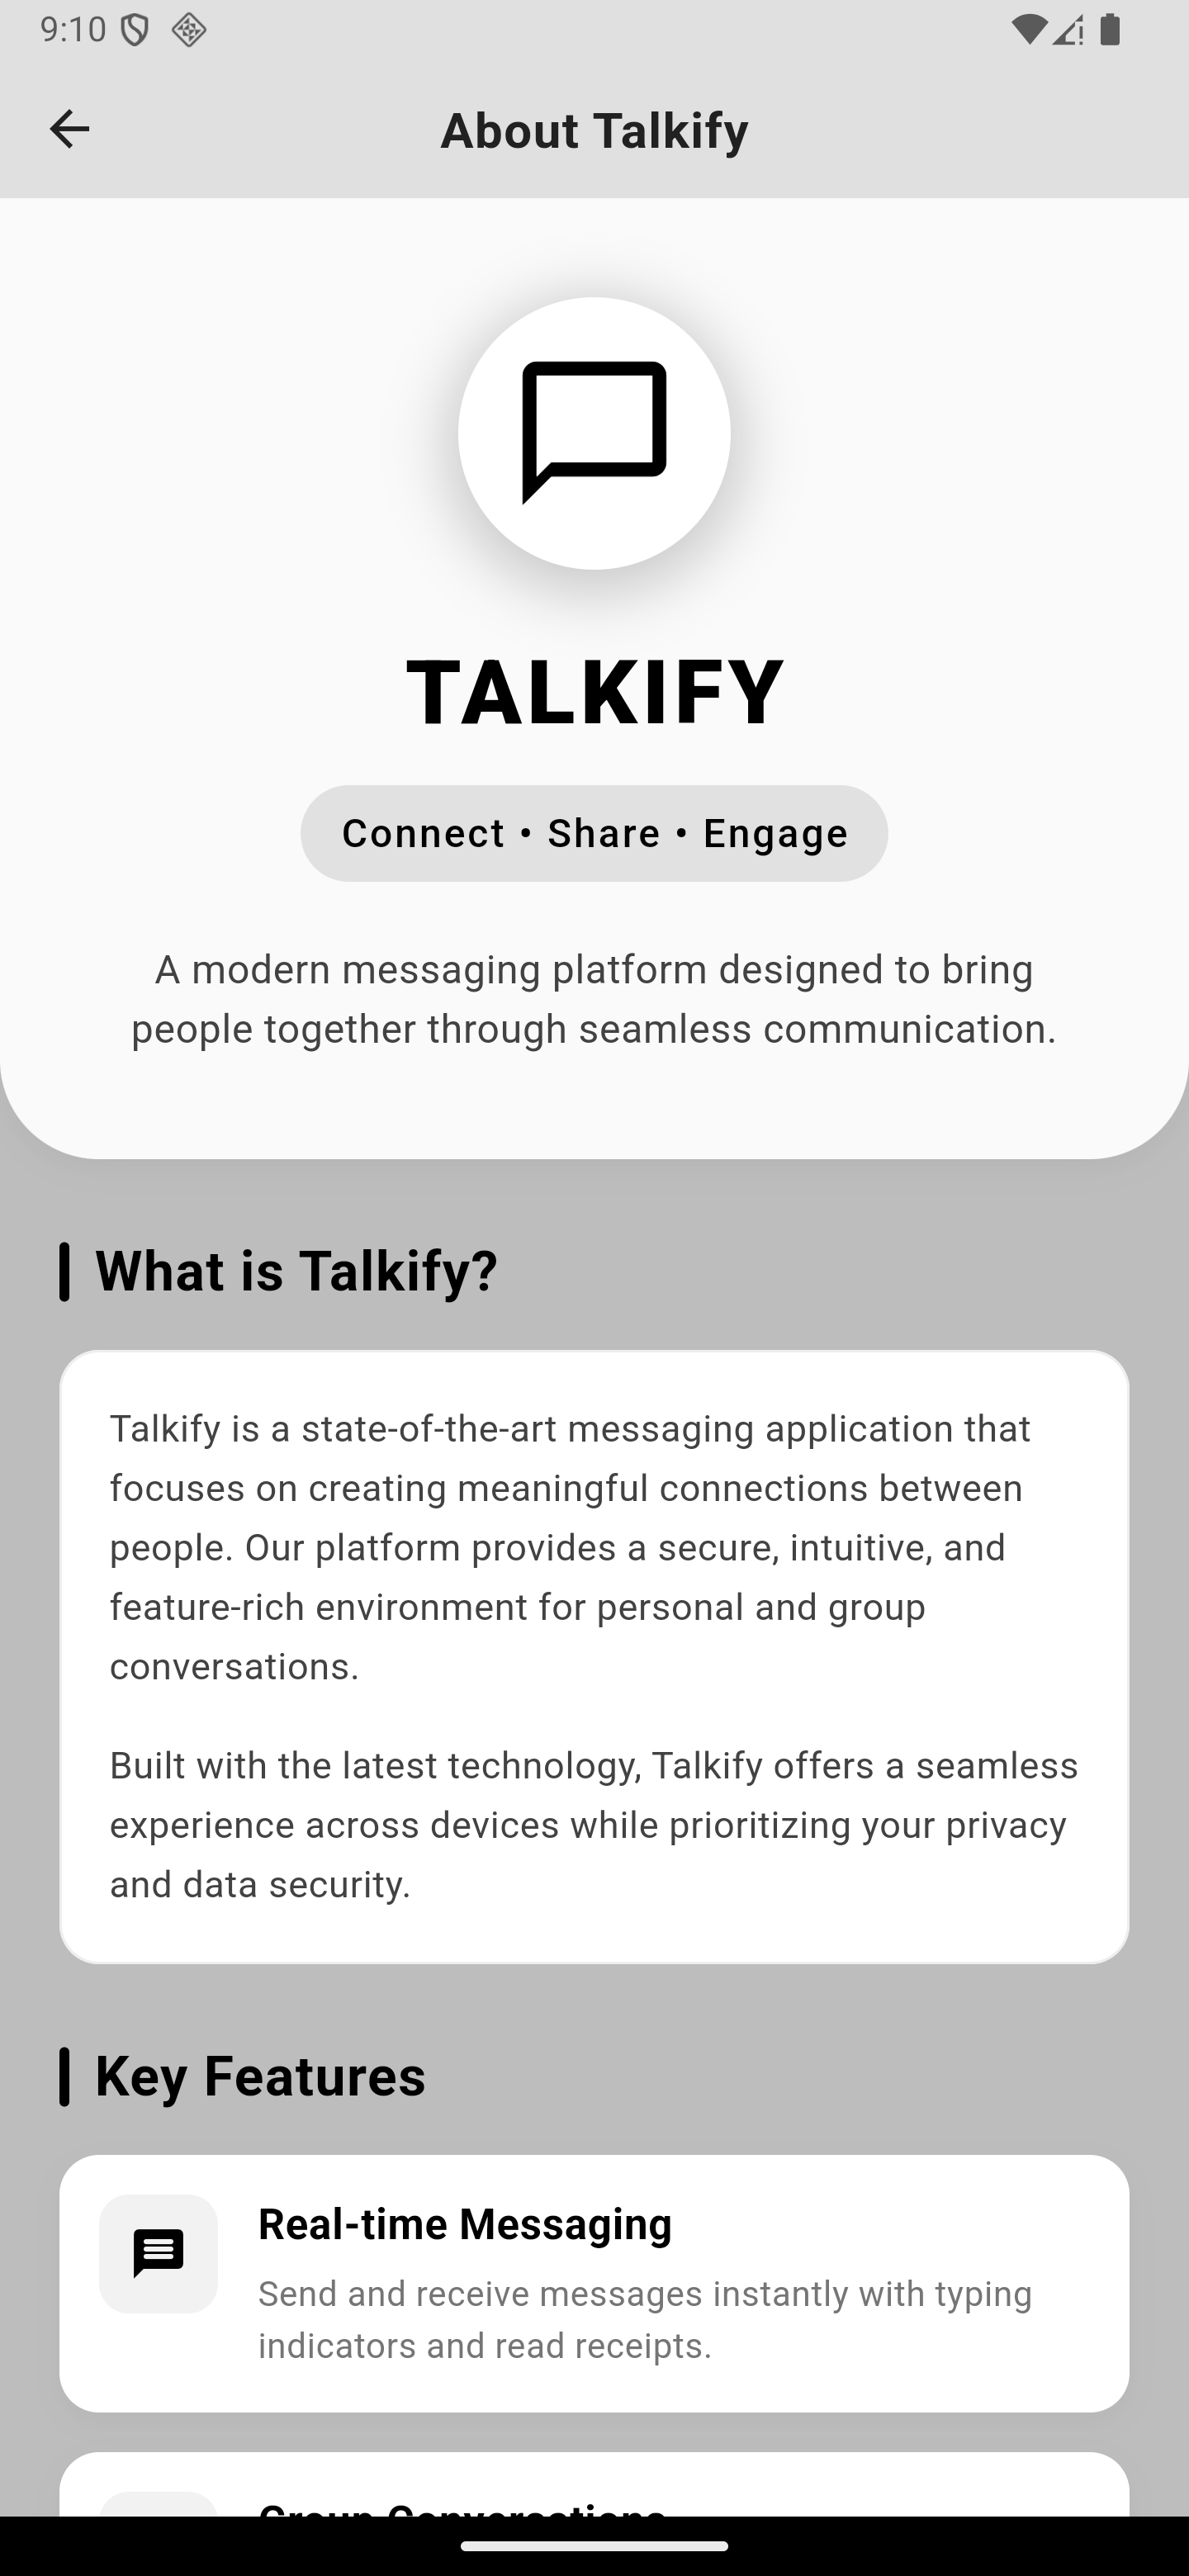 9:10
About Talkify
TALKIFY
Connect • Share • Engage
A modern messaging platform designed to bring
people together through seamless communication.
What is Talkify?
Talkify is a state-of-the-art messaging application that
focuses on creating meaningful connections between
people. Our platform provides a secure, intuitive, and
feature-rich environment for personal and group
conversations.
Built with the latest technology, Talkify offers a seamless
experience across devices while prioritizing your privacy
and data security.
Key Features
Real-time Messaging
Send and receive messages instantly with typing
indicators and read receipts.
Group Conversations